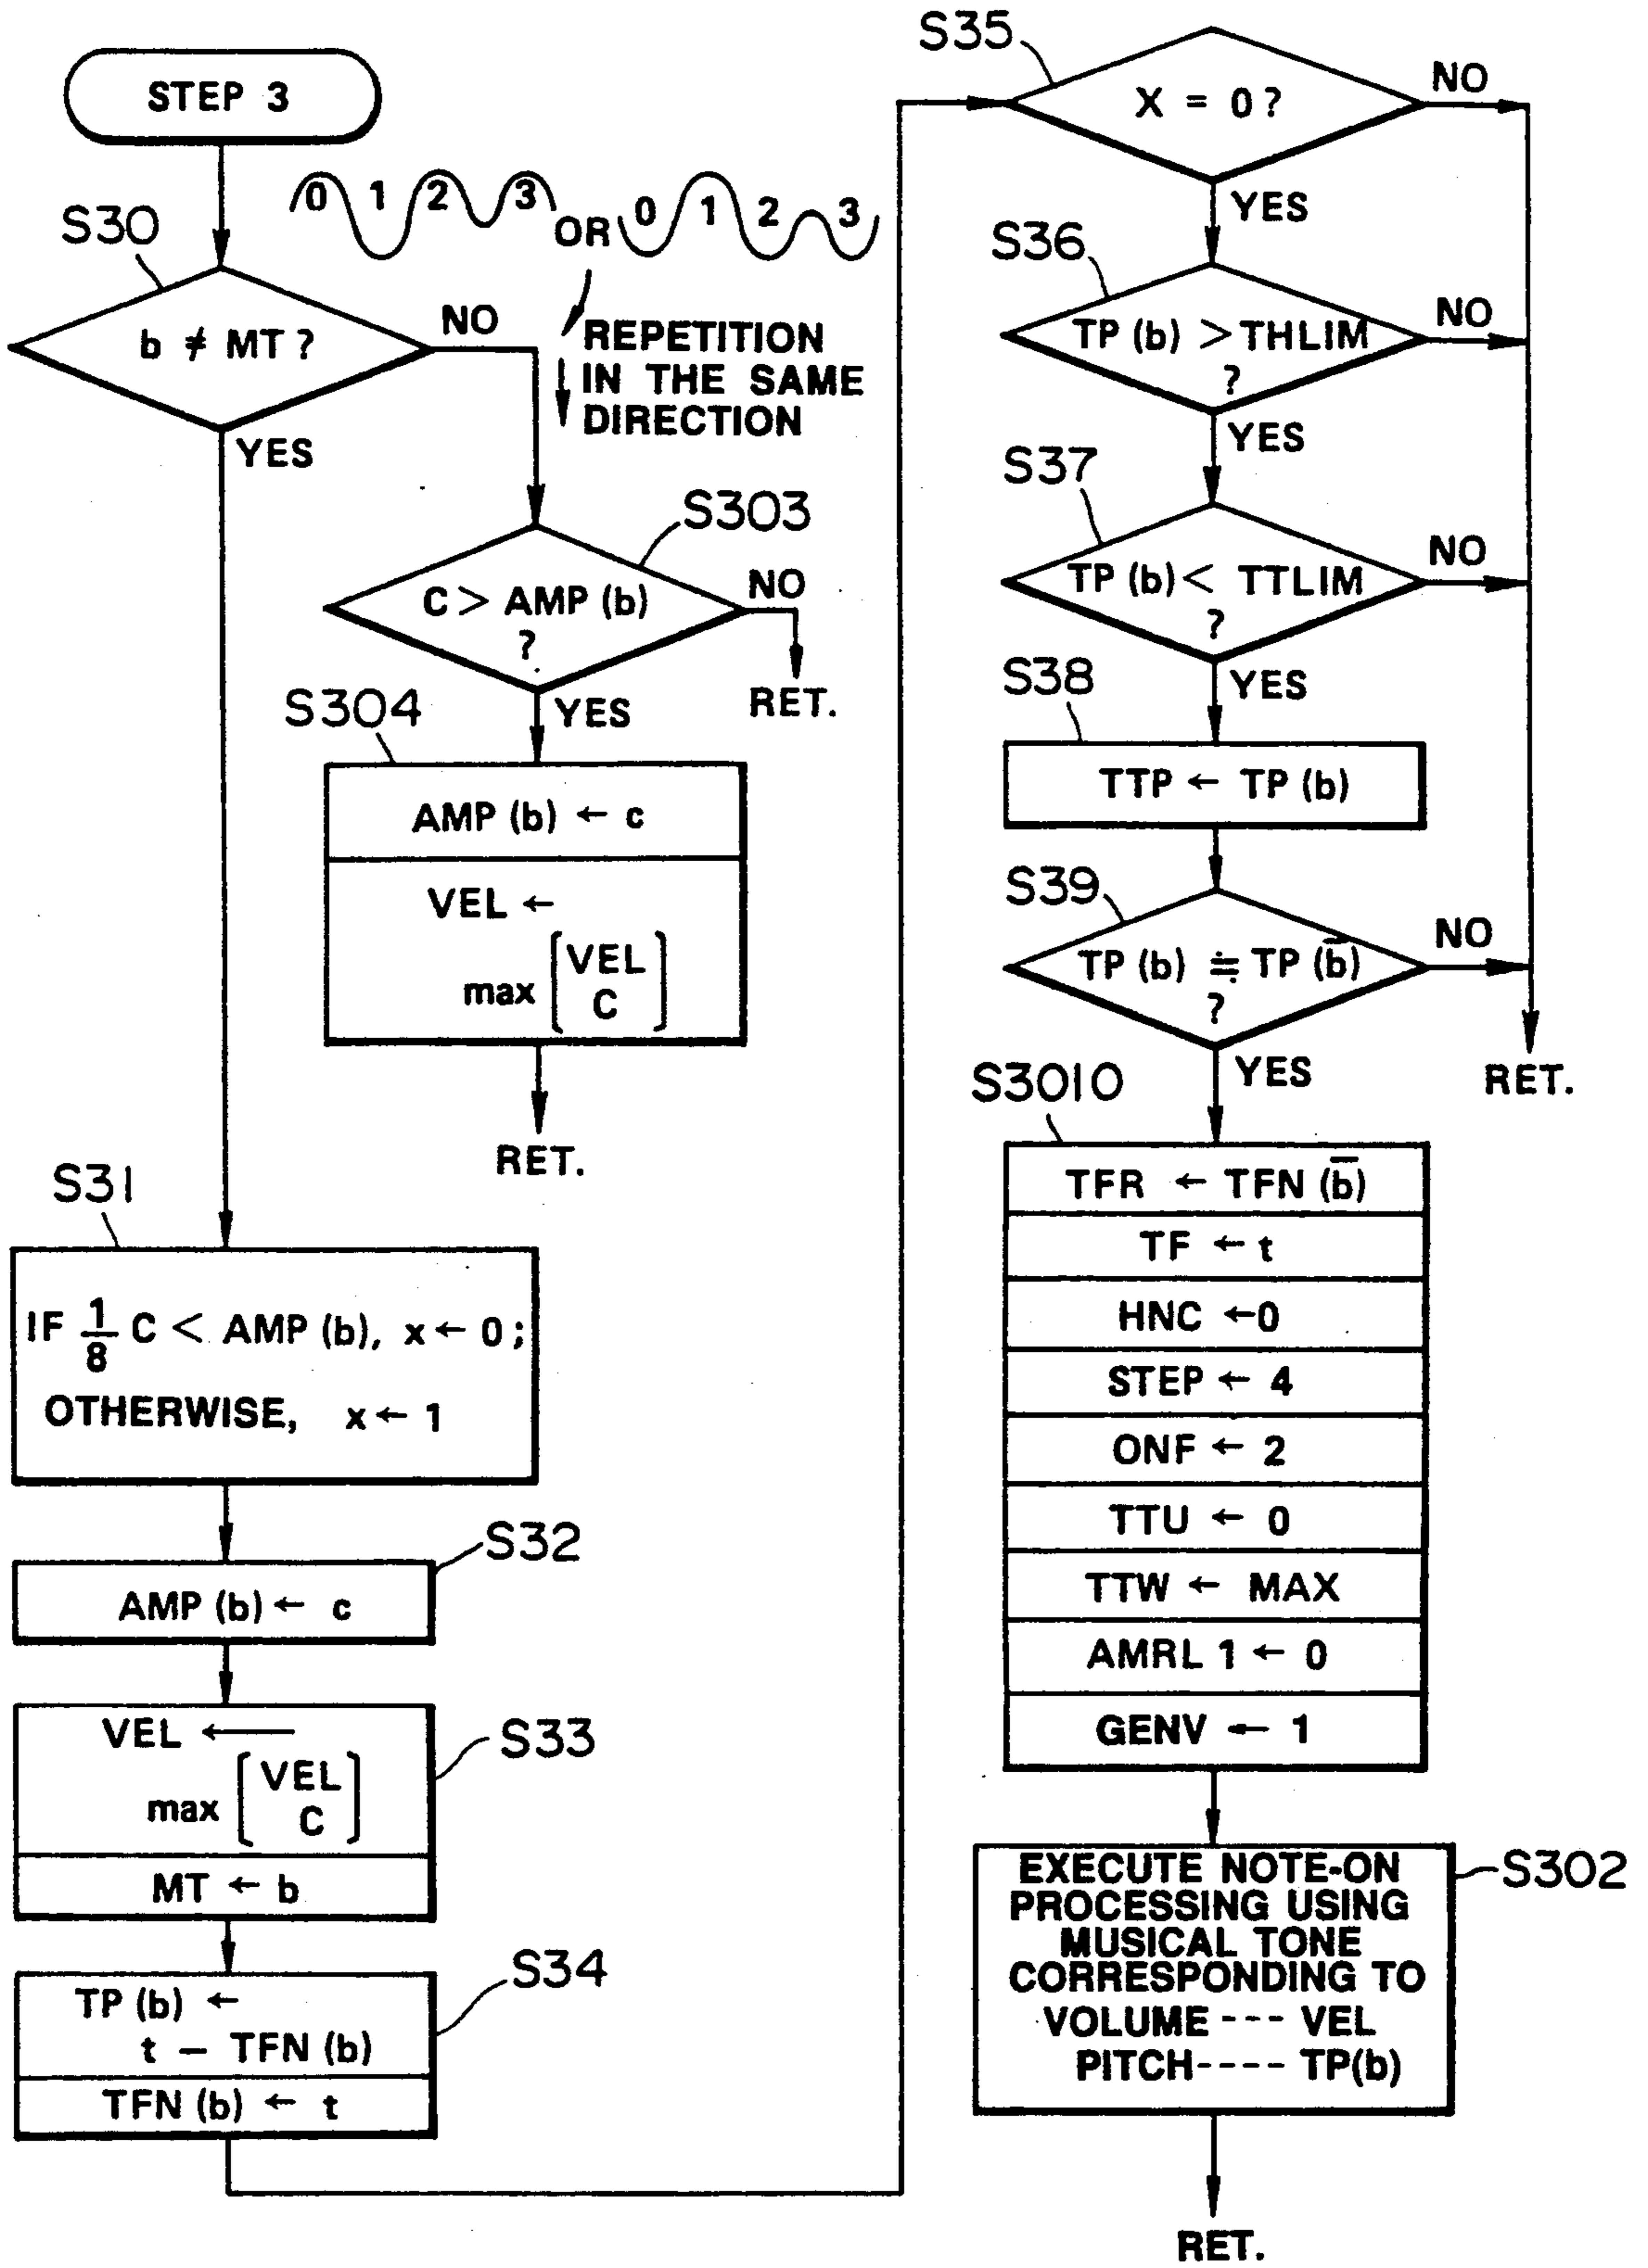 STEP 3
S30
0 1 2 3 OR 0 1 2 3
b ≠ MT ?
NO
REPETITION
IN THE SAME
DIRECTION
YES
S303
C > AMP (b)
?
NO
RET.
YES
S304
AMP (b) ← c
VEL ←
max [VEL
C]
RET.
S31
IF 1/8 C < AMP (b), x ← 0 ;
OTHERWISE, x ← 1
S32
AMP (b) ← c
S33
VEL ←
max [VEL
C]
MT ← b
S34
TP (b) ←
t − TFN (b)
TFN (b) ← t
S35
X = 0 ?
NO
YES
S36
TP (b) > THLIM
?
NO
YES
S37
TP (b) < TTLIM
?
NO
YES
S38
TTP ← TP (b)
S39
TP (b) ≒ TP (b̄)
?
NO
RET.
YES
S3010
TFR ← TFN (b̄)
TF ← t
HNC ← 0
STEP ← 4
ONF ← 2
TTU ← 0
TTW ← MAX
AMRL 1 ← 0
GENV ← 1
S302
EXECUTE NOTE-ON
PROCESSING USING
MUSICAL TONE
CORRESPONDING TO
VOLUME --- VEL
PITCH ---- TP(b)
RET.